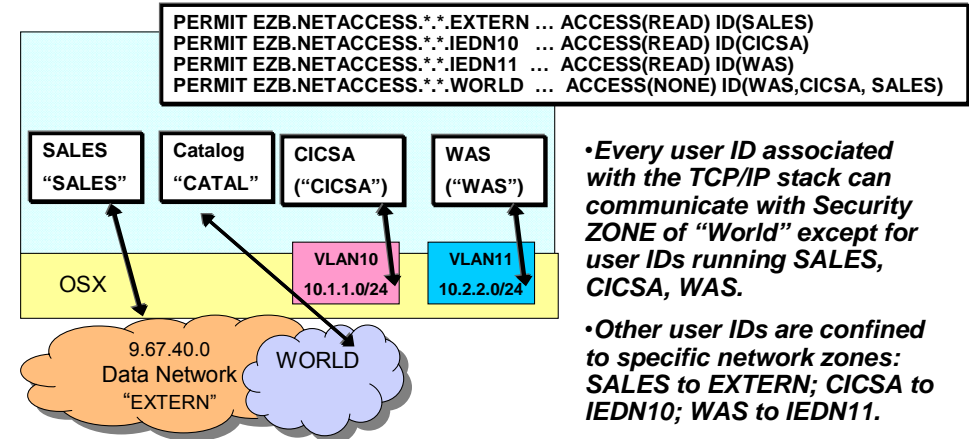 PERMIT EZB.NETACCESS.*.*.EXTERN … ACCESS(READ) ID(SALES)
PERMIT EZB.NETACCESS.*.*.IEDN10 … ACCESS(READ) ID(CICSA)
PERMIT EZB.NETACCESS.*.*.IEDN11 … ACCESS(READ) ID(WAS)
PERMIT EZB.NETACCESS.*.*.WORLD … ACCESS(NONE) ID(WAS,CICSA, SALES)
SALES
“SALES”
Catalog
“CATAL”
CICSA
(“CICSA”)
WAS
(“WAS”)
OSX
VLAN10
10.1.1.0/24
VLAN11
10.2.2.0/24
9.67.40.0
Data Network
“EXTERN”
WORLD
•Every user ID associated
with the TCP/IP stack can
communicate with Security
ZONE of “World” except for
user IDs running SALES,
CICSA, WAS.
•Other user IDs are confined
to specific network zones:
SALES to EXTERN; CICSA to
IEDN10; WAS to IEDN11.